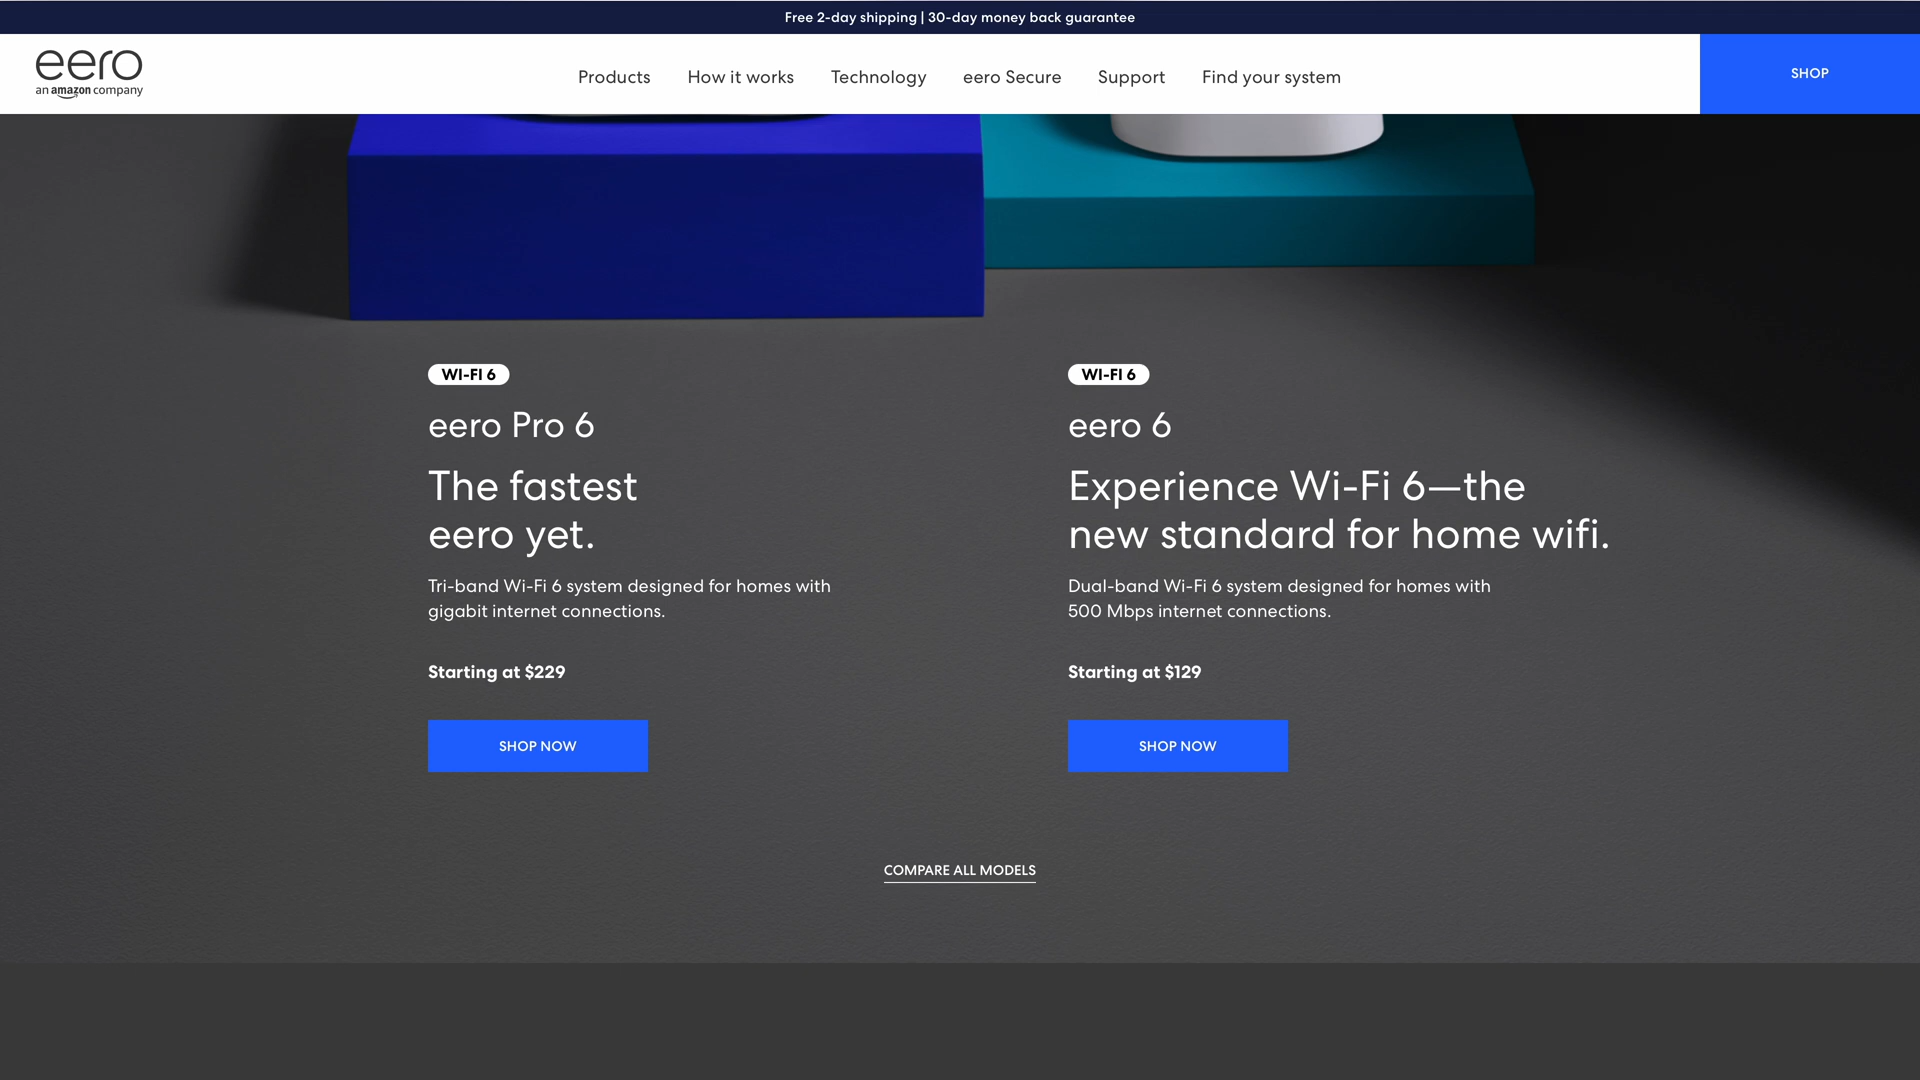 Free 2-day shipping | 30-day money back guarantee
eero
an amazon company
Products
How it works
Technology
eero Secure
Support
Find your system
SHOP
WI-FI 6
eero Pro 6
The fastest
eero yet.
Tri-band Wi-Fi 6 system designed for homes with
gigabit internet connections.
Starting at $229
SHOP NOW
WI-FI 6
eero 6
Experience Wi-Fi 6—the
new standard for home wifi.
Dual-band Wi-Fi 6 system designed for homes with
500 Mbps internet connections.
Starting at $129
SHOP NOW
COMPARE ALL MODELS